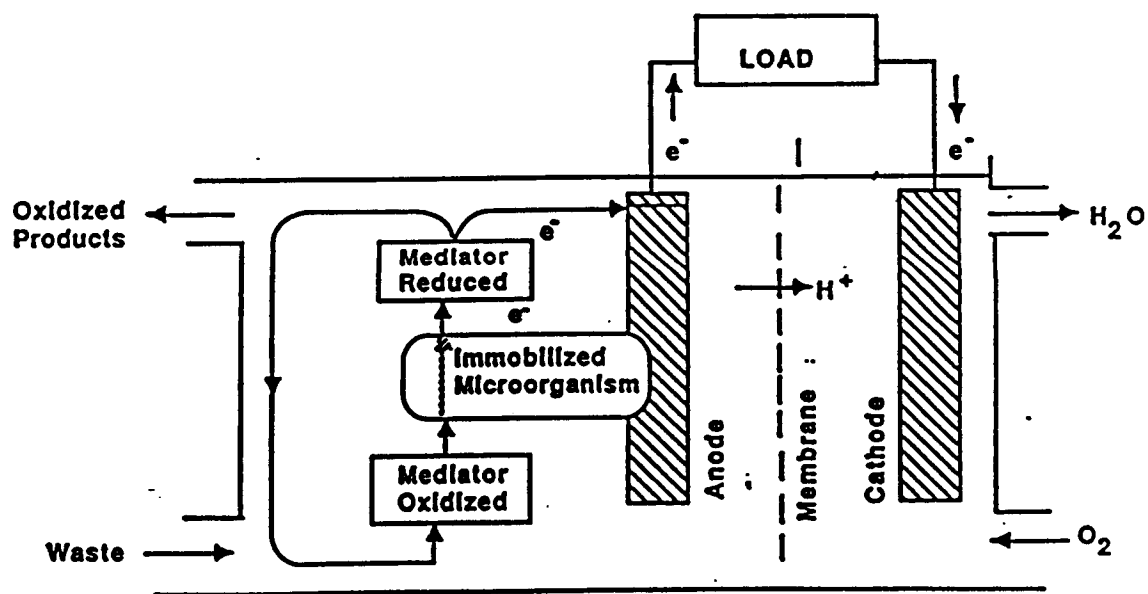 LOAD
e-
e-
Oxidized
Products
H2O
e-
Mediator
Reduced
H+
e-
Immobilized
Microorganism
Anode
Membrane
Cathode
Mediator
Oxidized
Waste
O2